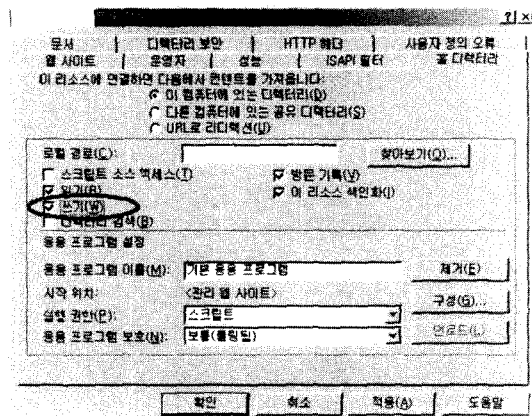 문서 디렉터리 보안 HTTP 헤더 사용자 정의 오류
웹 사이트 운영자 성능 ISAPI 필터 홈 디렉터리
이 리소스에 연결하면 다음에서 컨텐트를 가져옵니다:
이 컴퓨터에 있는 디렉터리(D)
다른 컴퓨터에 있는 공유 디렉터리(S)
URL로 리디렉션(U)
로컬 경로(C): 찾아보기(O)...
스크립트 소스 액세스(T) 방문 기록(V)
읽기(R) 이 리소스 색인화(I)
쓰기(W)
디렉터리 검색(B)
응용 프로그램 설정
응용 프로그램 이름(M): 기본 응용 프로그램 제거(E)
시작 위치: <관리 웹 사이트> 구성(G)...
실행 권한(P): 스크립트
응용 프로그램 보호(N): 보통(풀링됨) 언로드(L)
확인 취소 적용(A) 도움말